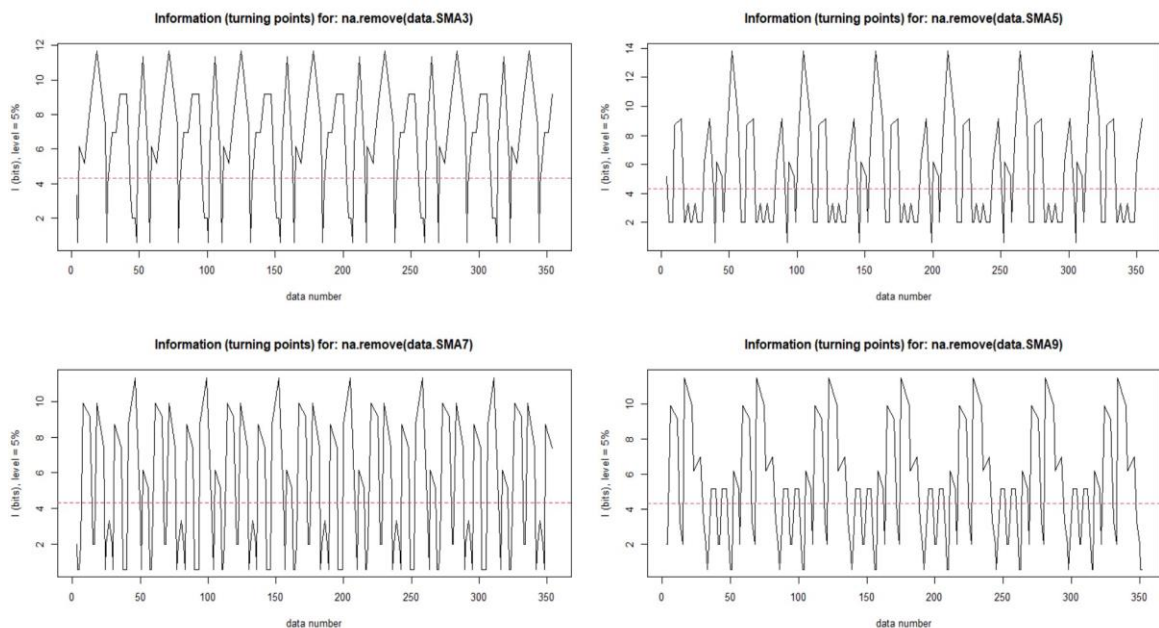 Information (turning points) for: na.remove(data.SMA3)
I (bits), level = 5%
12
10
8
6
4
2
0 50 100 150 200 250 300 350
data number
Information (turning points) for: na.remove(data.SMA5)
I (bits), level = 5%
14
12
10
8
6
4
2
0 50 100 150 200 250 300 350
data number
Information (turning points) for: na.remove(data.SMA7)
I (bits), level = 5%
10
8
6
4
2
0 50 100 150 200 250 300 350
data number
Information (turning points) for: na.remove(data.SMA9)
I (bits), level = 5%
10
8
6
4
2
0 50 100 150 200 250 300 350
data number